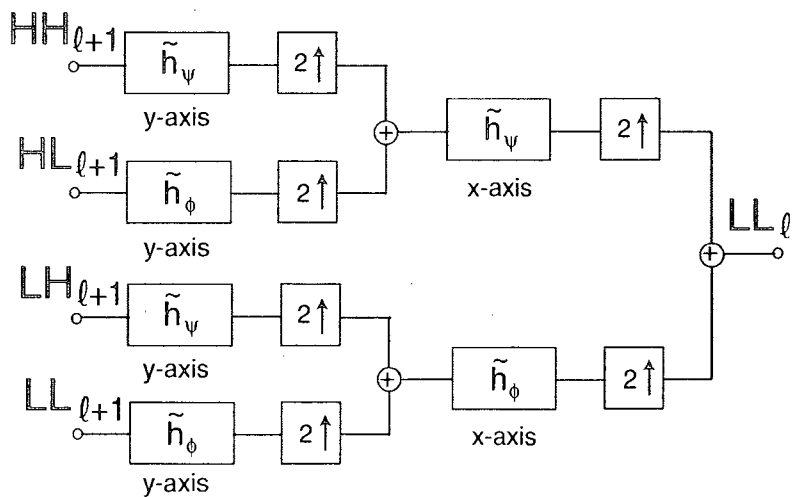 HHℓ+1
h̃ψ
2↑
y-axis
HLℓ+1
h̃ϕ
2↑
y-axis
+
h̃ψ
2↑
x-axis
LHℓ+1
h̃ψ
2↑
y-axis
LLℓ+1
h̃ϕ
2↑
y-axis
+
h̃ϕ
2↑
x-axis
+
LLℓ